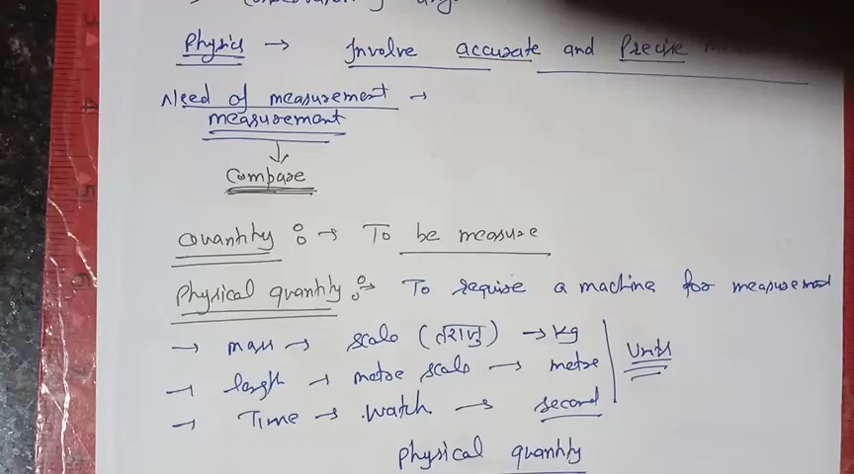 Physics → Involve accurate and Precise
Need of measurement →
measurement
Compare
Quantity : → To be measure
Physical quantity : → To require a machine for measurement
→ mass → scale (तराजु) → kg
→ length → metre scale → metre
→ Time → watch → second
Units
Physical quantity